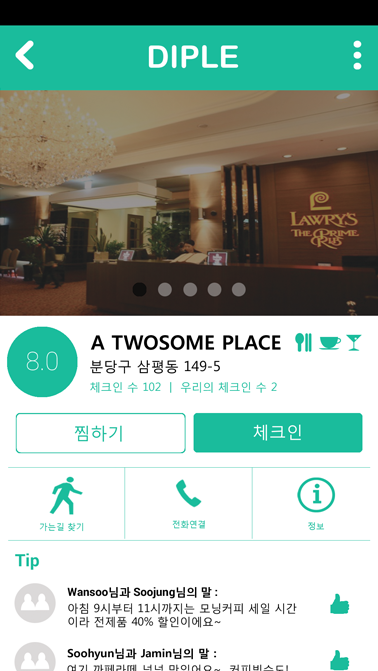 DIPLE
LAWRY'S
THE PRIME
RIB
8.0
A TWOSOME PLACE
분당구 삼평동 149-5
체크인 수 102 | 우리의 체크인 수 2
찜하기
체크인
가는길 찾기
전화연결
정보
Tip
Wansoo님과 Soojung님의 말 :
아침 9시부터 11시까지는 모닝커피 세일 시간
이라 전제품 40% 할인이에요~
Soohyun님과 Jamin님의 말 :
여기 까페라떼 넘넘 맛있어요~ 커피빙수도!